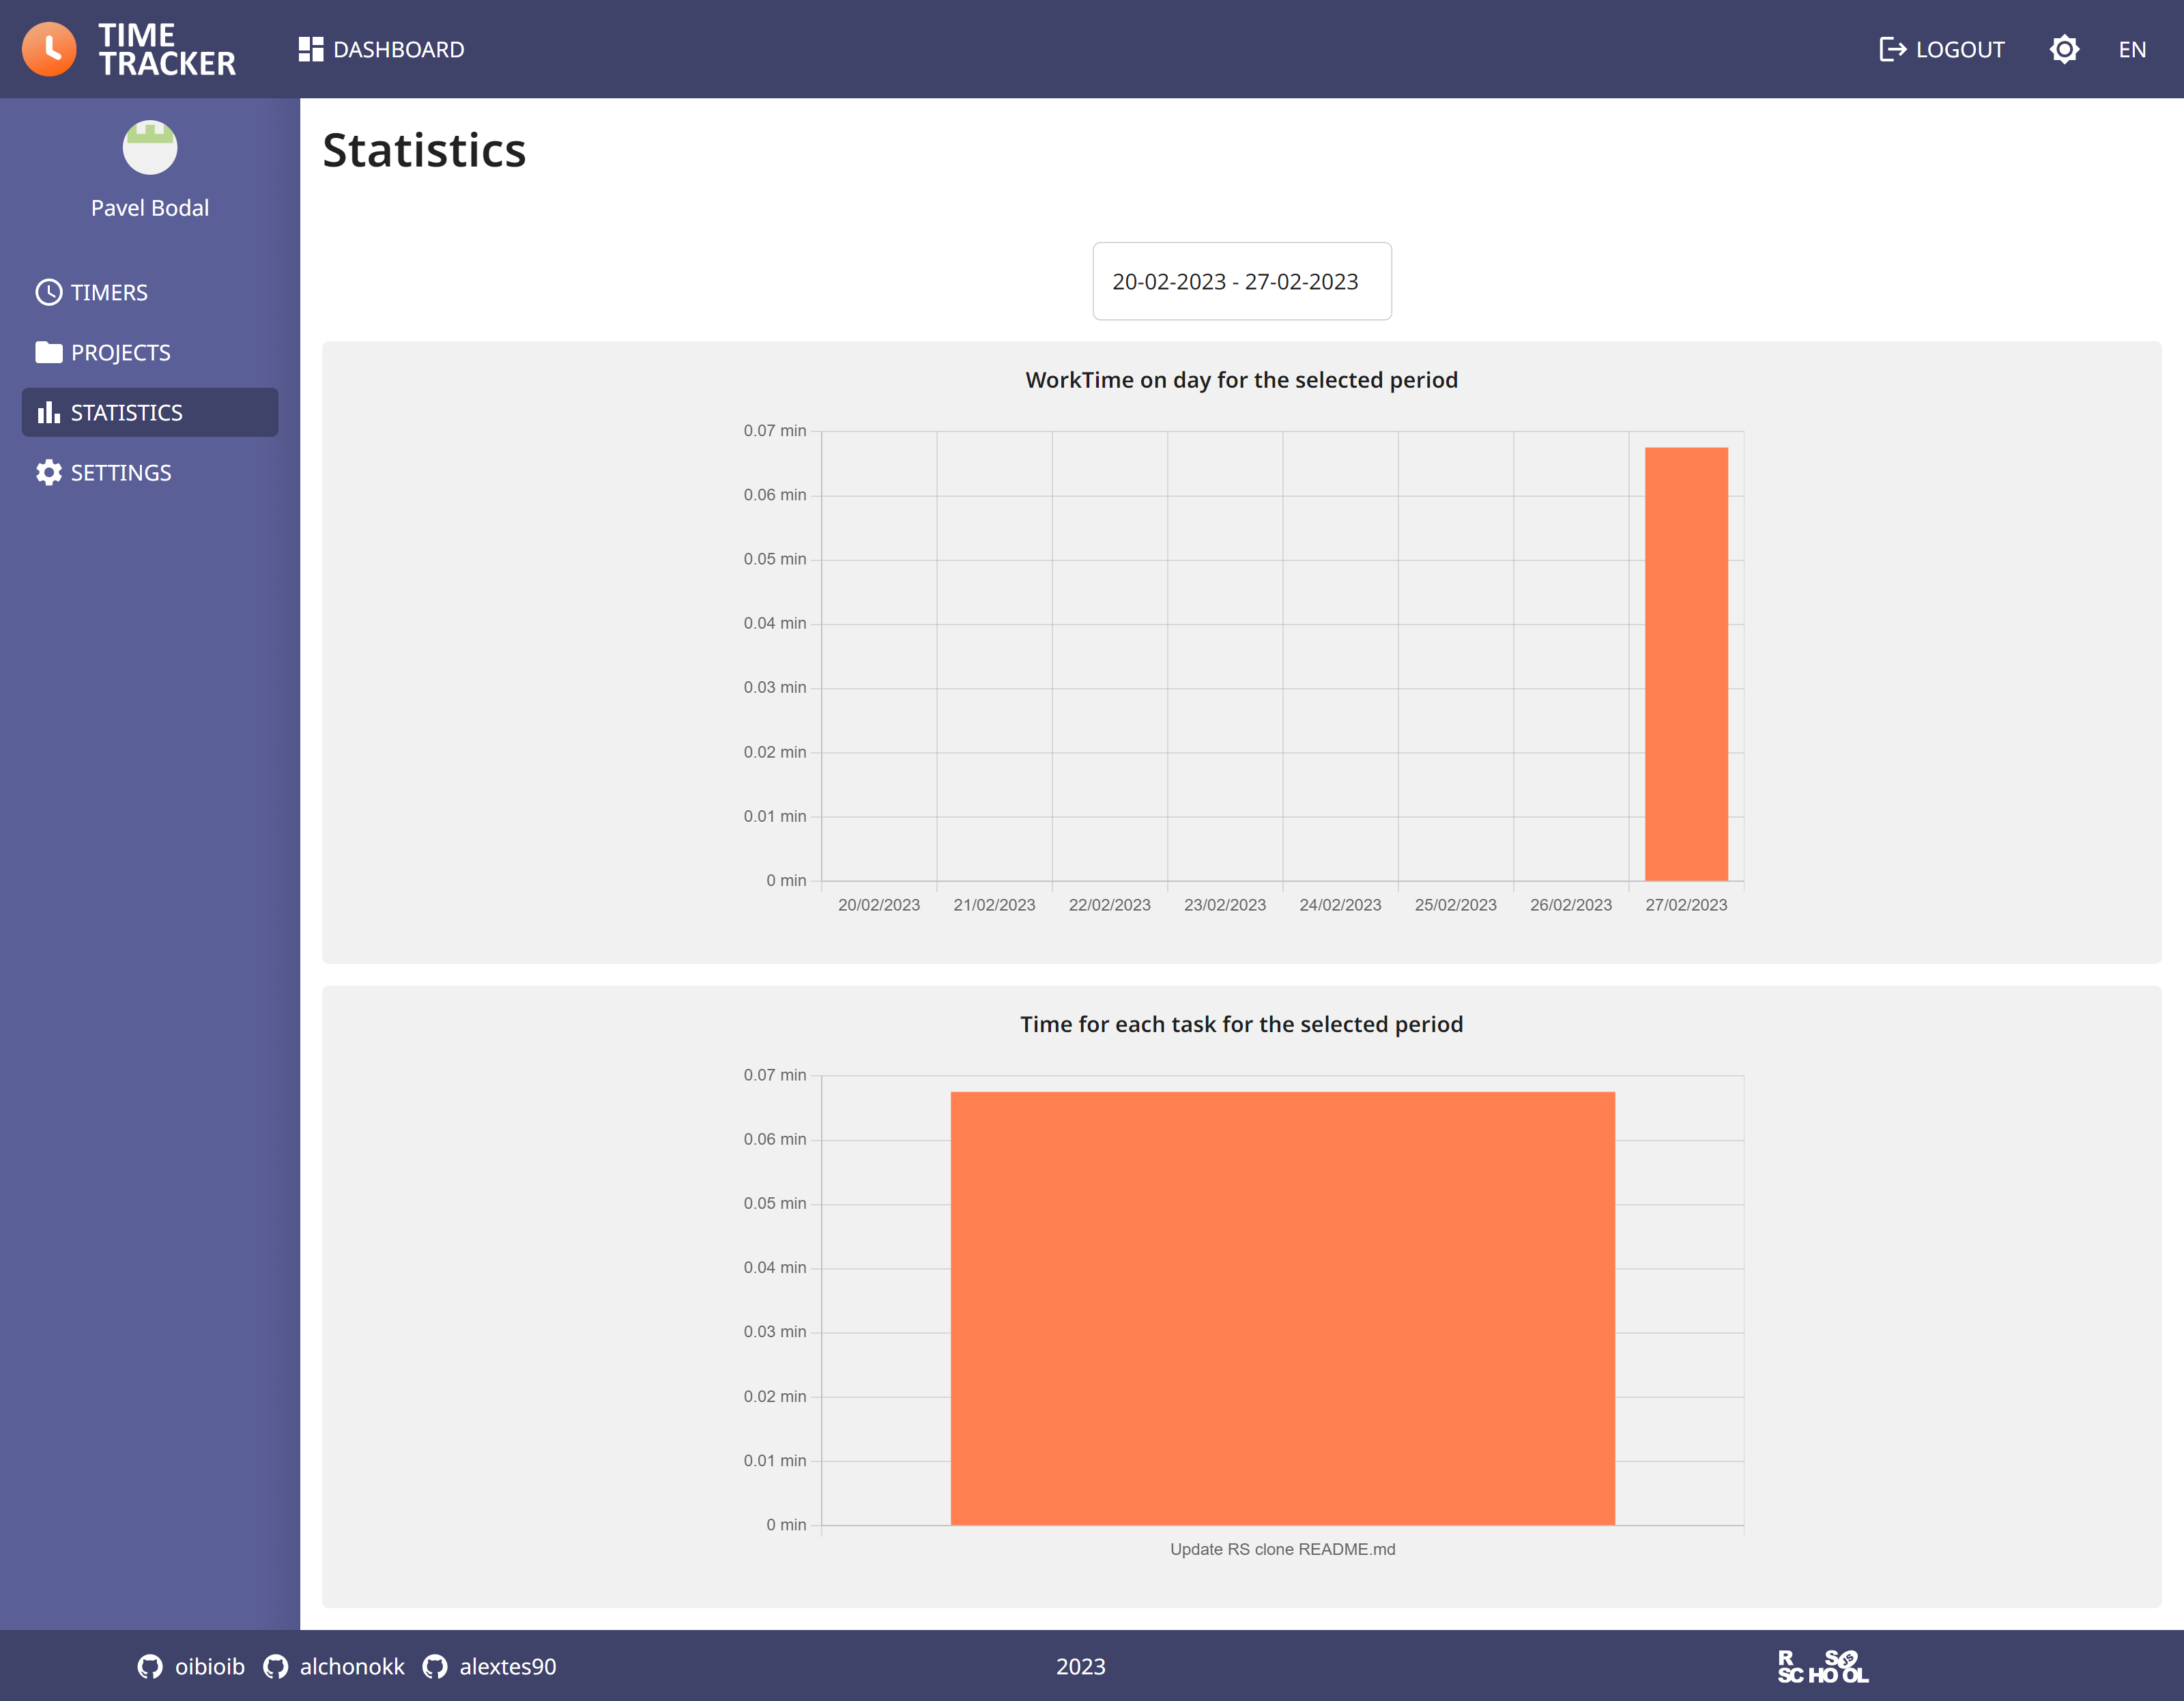 TIME
TRACKER
DASHBOARD
LOGOUT
EN
Pavel Bodal
TIMERS
PROJECTS
STATISTICS
SETTINGS
Statistics
20-02-2023 - 27-02-2023
WorkTime on day for the selected period
0.07 min
0.06 min
0.05 min
0.04 min
0.03 min
0.02 min
0.01 min
0 min
20/02/2023 21/02/2023 22/02/2023 23/02/2023 24/02/2023 25/02/2023 26/02/2023 27/02/2023
Time for each task for the selected period
0.07 min
0.06 min
0.05 min
0.04 min
0.03 min
0.02 min
0.01 min
0 min
Update RS clone README.md
oibioib alchonokk alextes90
2023
R S
SCHOOL